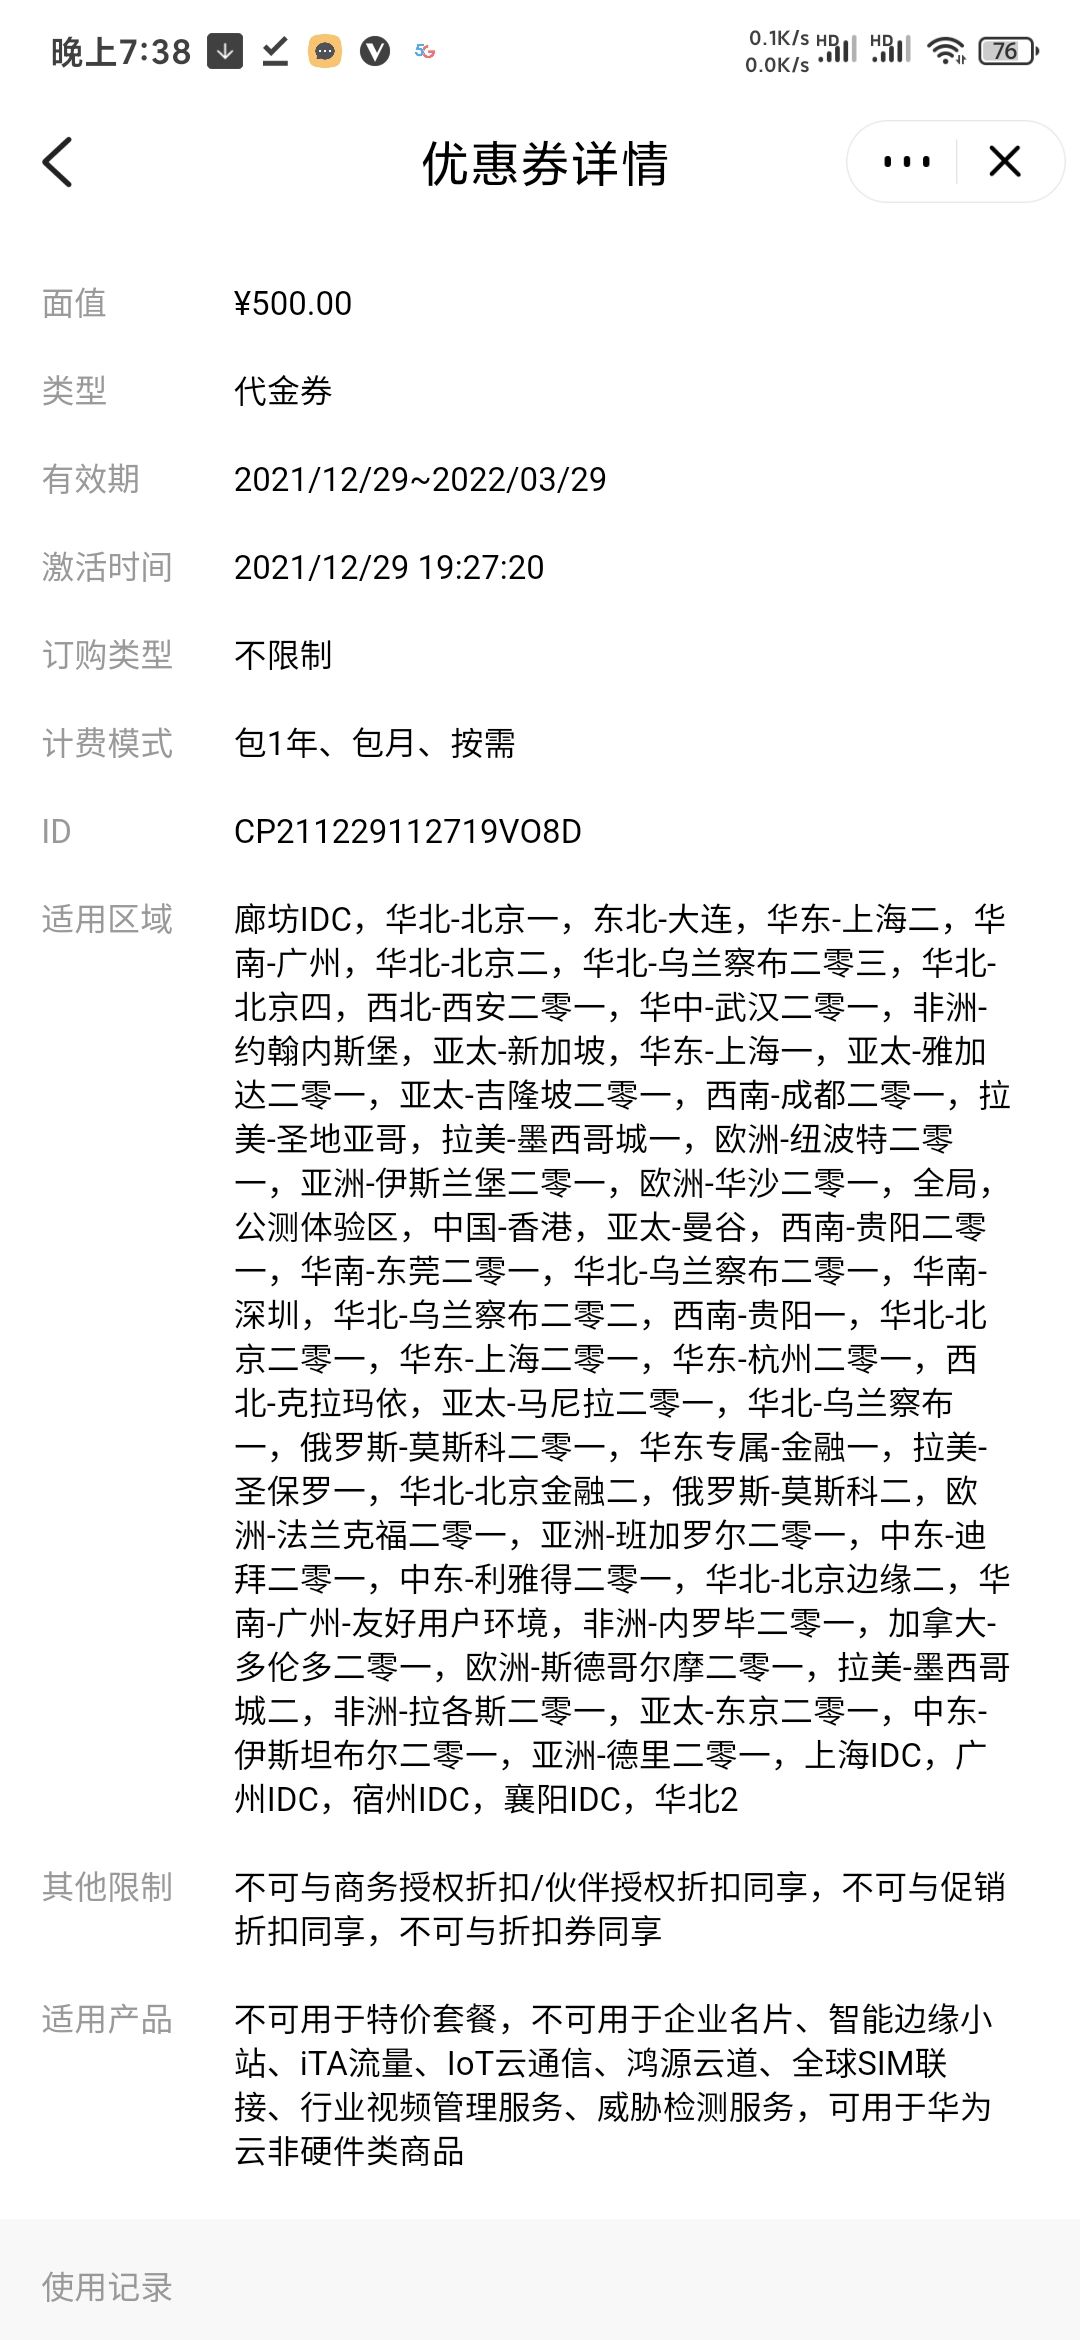 晚上7:38
0.1K/s
0.0K/s
HD
HD
76
优惠券详情
面值 ¥500.00
类型 代金券
有效期 2021/12/29~2022/03/29
激活时间 2021/12/29 19:27:20
订购类型 不限制
计费模式 包1年、包月、按需
ID CP211229112719VO8D
适用区域 廊坊IDC，华北-北京一，东北-大连，华东-上海二，华
南-广州，华北-北京二，华北-乌兰察布二零三，华北-
北京四，西北-西安二零一，华中-武汉二零一，非洲-
约翰内斯堡，亚太-新加坡，华东-上海一，亚太-雅加
达二零一，亚太-吉隆坡二零一，西南-成都二零一，拉
美-圣地亚哥，拉美-墨西哥城一，欧洲-纽波特二零
一，亚洲-伊斯兰堡二零一，欧洲-华沙二零一，全局，
公测体验区，中国-香港，亚太-曼谷，西南-贵阳二零
一，华南-东莞二零一，华北-乌兰察布二零一，华南-
深圳，华北-乌兰察布二零二，西南-贵阳一，华北-北
京二零一，华东-上海二零一，华东-杭州二零一，西
北-克拉玛依，亚太-马尼拉二零一，华北-乌兰察布
一，俄罗斯-莫斯科二零一，华东专属-金融一，拉美-
圣保罗一，华北-北京金融二，俄罗斯-莫斯科二，欧
洲-法兰克福二零一，亚洲-班加罗尔二零一，中东-迪
拜二零一，中东-利雅得二零一，华北-北京边缘二，华
南-广州-友好用户环境，非洲-内罗毕二零一，加拿大-
多伦多二零一，欧洲-斯德哥尔摩二零一，拉美-墨西哥
城二，非洲-拉各斯二零一，亚太-东京二零一，中东-
伊斯坦布尔二零一，亚洲-德里二零一，上海IDC，广
州IDC，宿州IDC，襄阳IDC，华北2
其他限制 不可与商务授权折扣/伙伴授权折扣同享，不可与促销
折扣同享，不可与折扣券同享
适用产品 不可用于特价套餐，不可用于企业名片、智能边缘小
站、iTA流量、IoT云通信、鸿源云道、全球SIM联
接、行业视频管理服务、威胁检测服务，可用于华为
云非硬件类商品
使用记录